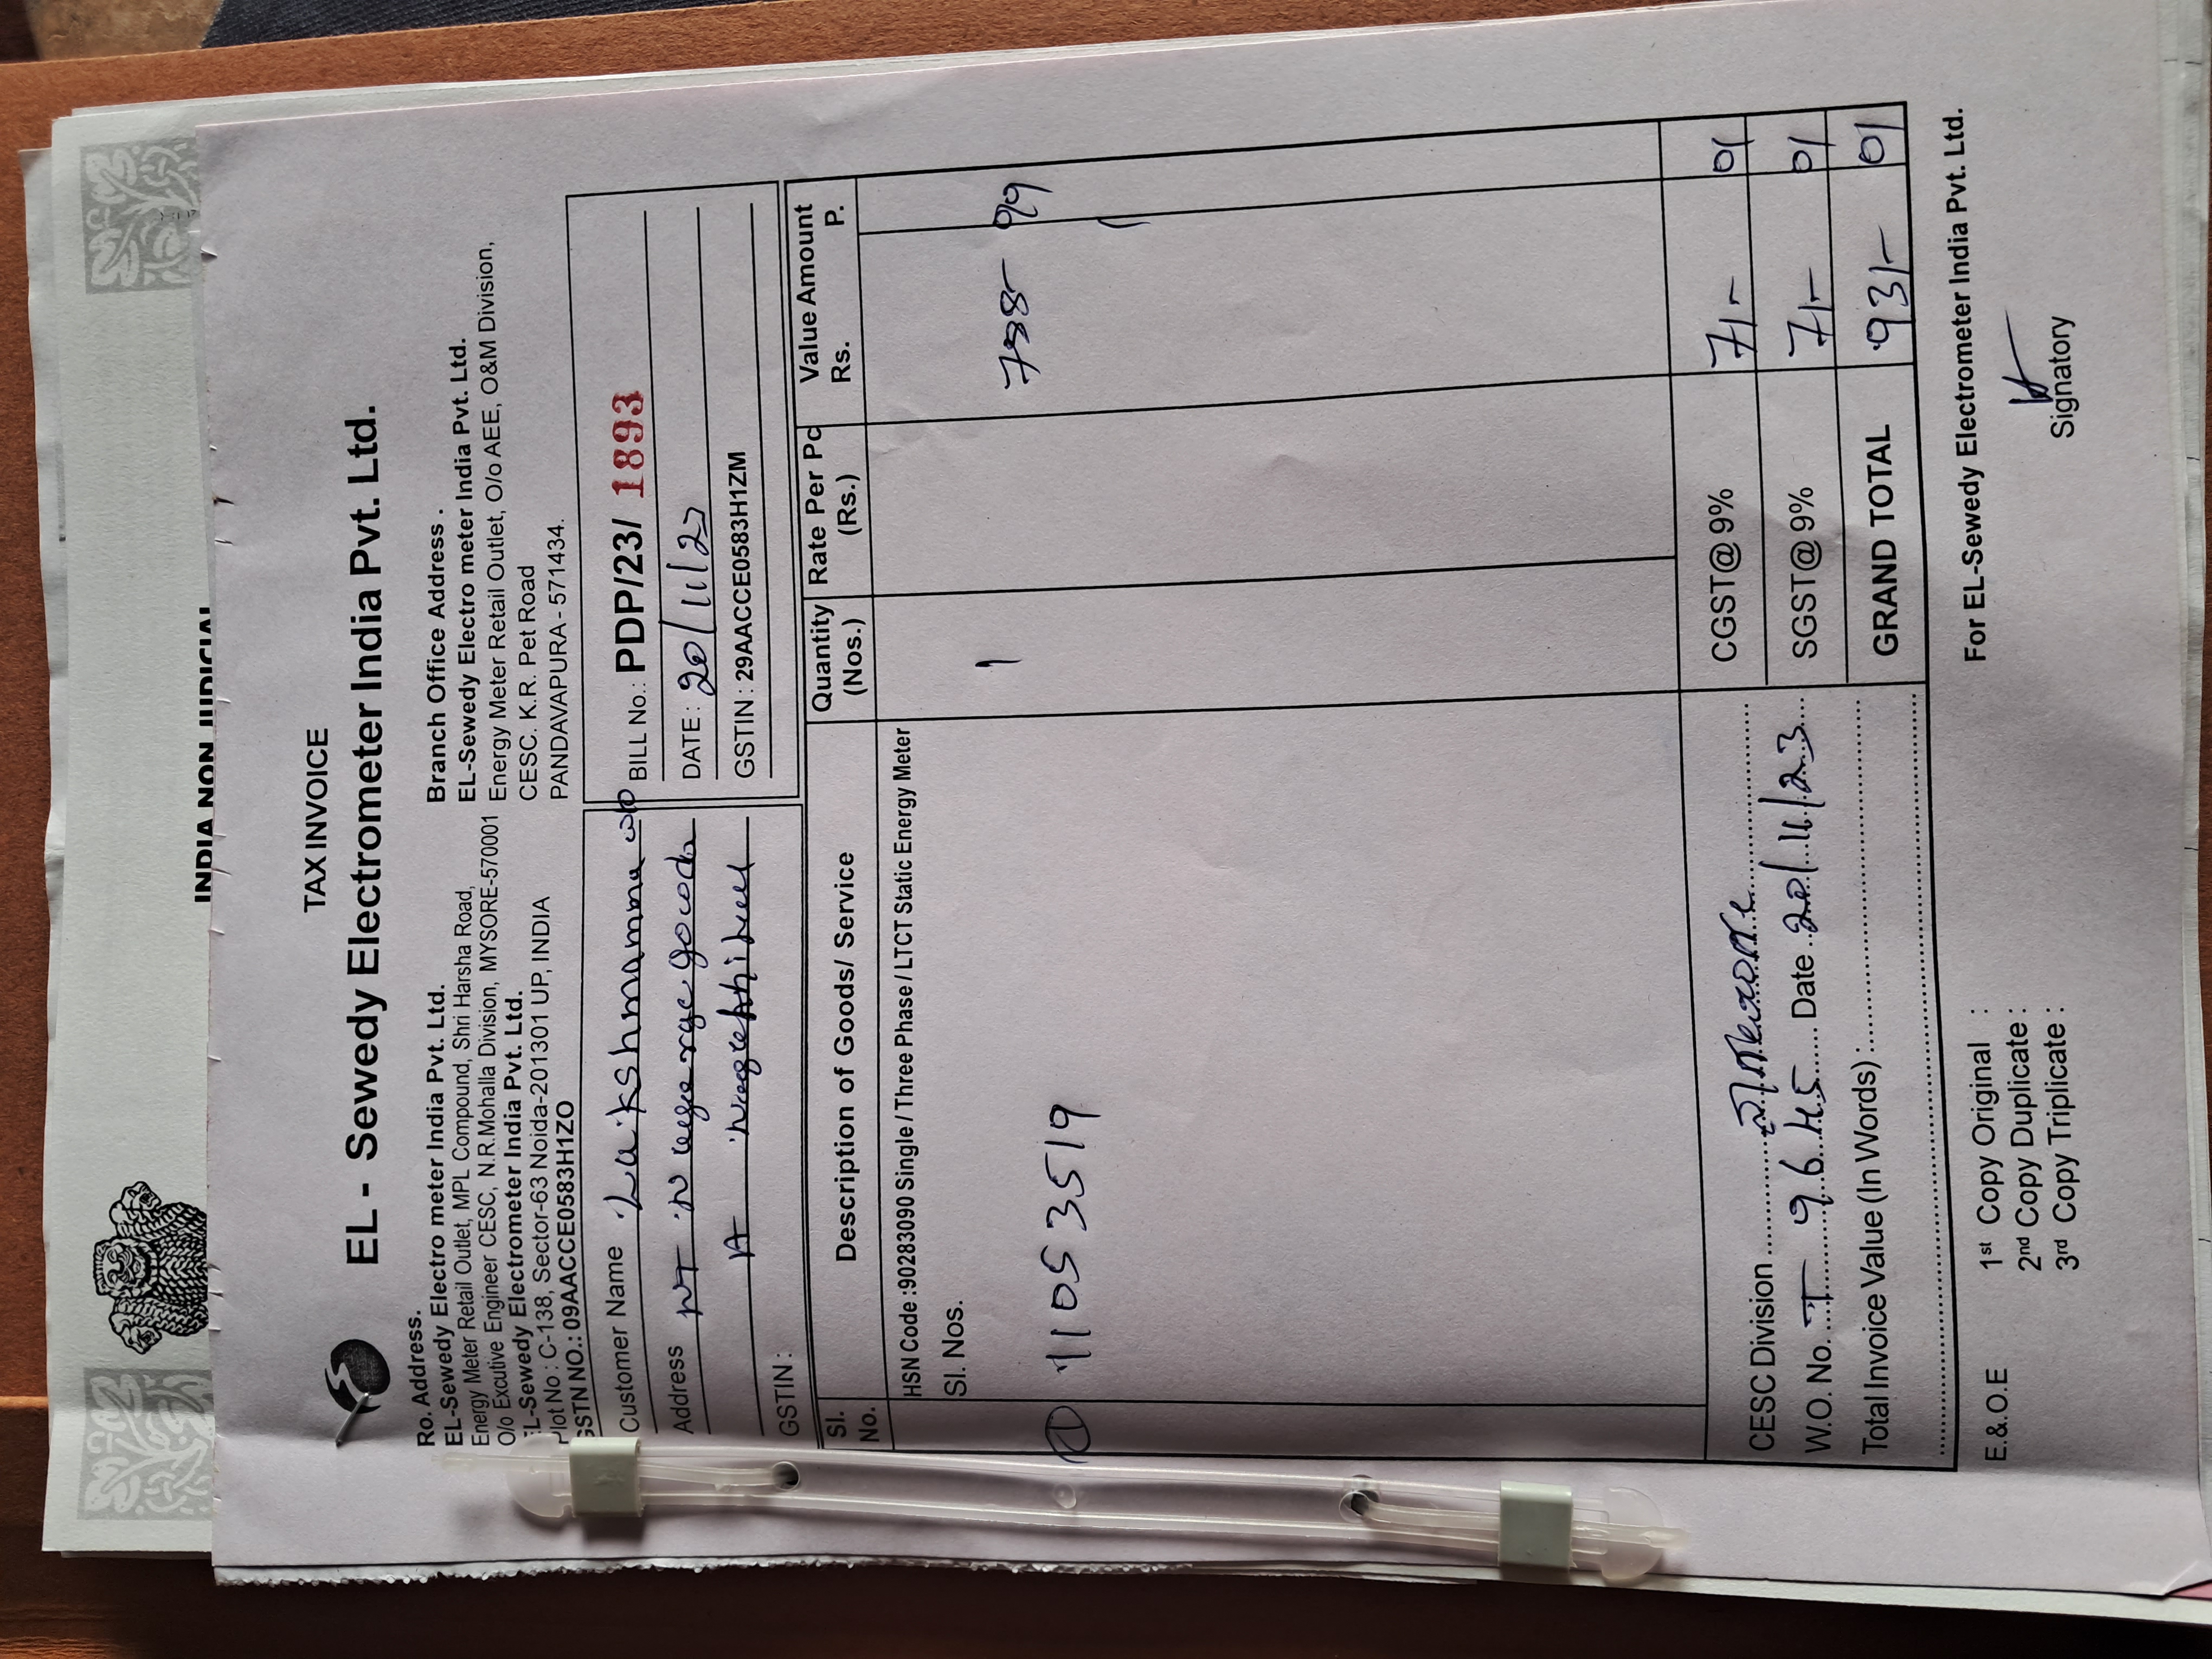 INDIA NON JUDICIAL
TAX INVOICE
EL - Sewedy Electrometer India Pvt. Ltd.
Ro. Address.
EL-Sewedy Electro meter India Pvt. Ltd.
Energy Meter Retail Outlet, MPL Compound, Shri Harsha Road,
O/o Excutive Engineer CESC, N.R.Mohalla Division, MYSORE-570001
EL-Sewedy Electrometer India Pvt. Ltd.
Plot No : C-138, Sector-63 Noida-201301 UP, INDIA
GSTN NO.: 09AACCE0583H1ZO
Branch Office Address .
EL-Sewedy Electro meter India Pvt. Ltd.
Energy Meter Retail Outlet, O/o AEE, O&M Division,
CESC. K.R. Pet Road
PANDAVAPURA - 571434.
Customer Name Lakshmamma w/o
Address
GSTIN :
BILL No.: PDP/23/ 1893
DATE : 20/11/23
GSTIN : 29AACCE0583H1ZM
Sl. No. Description of Goods/ Service Quantity (Nos.) Rate Per Pc (Rs.) Value Amount Rs. P.
HSN Code :90283090 Single / Three Phase / LTCT Static Energy Meter
Sl. Nos. 1 788- 99
① 11053519
CESC Division
CGST@9% 71- 01
W.O. No. T 9645 Date 20/11/23
SGST@9% 71- 01
Total Invoice Value (In Words) :
GRAND TOTAL 931- 01
E.&.O.E
1st Copy Original :
2nd Copy Duplicate :
3rd Copy Triplicate :
For EL-Sewedy Electrometer India Pvt. Ltd.
Signatory